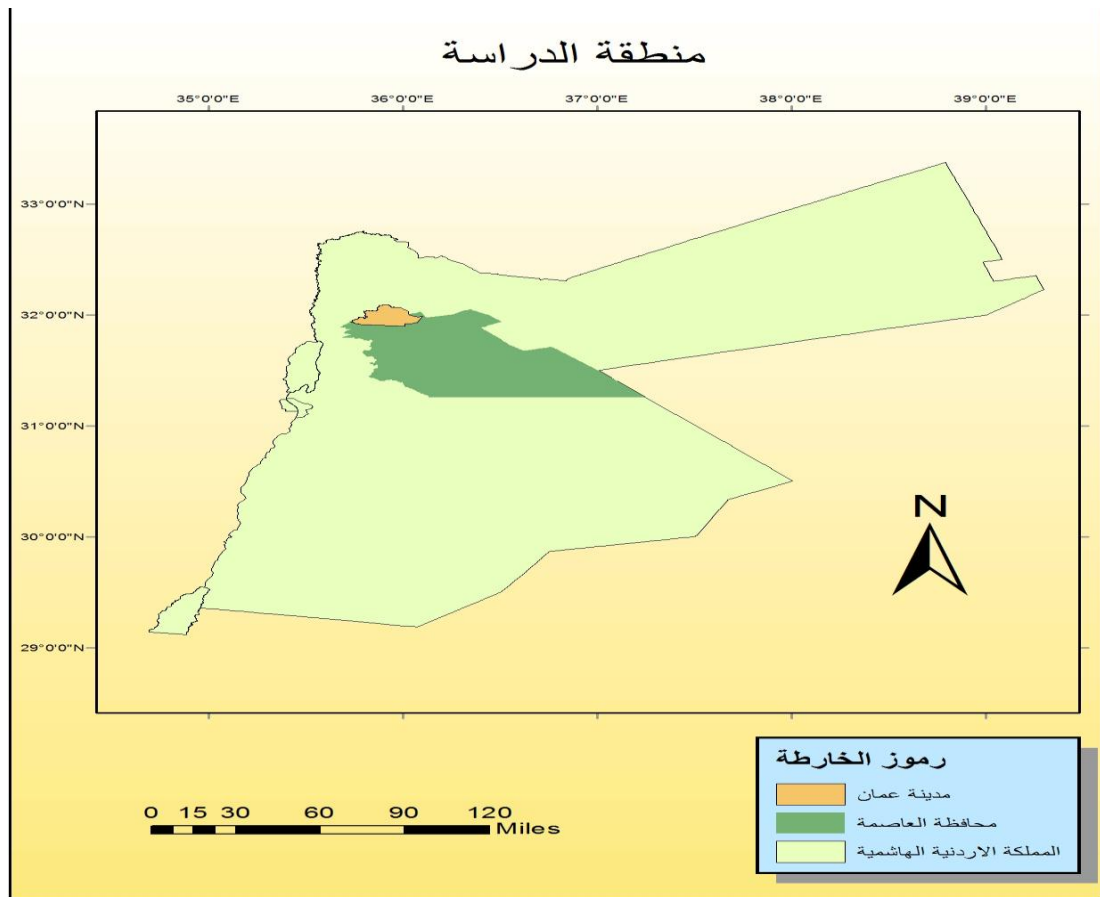 منطقة الدراسة
35°0'0"E 36°0'0"E 37°0'0"E 38°0'0"E 39°0'0"E
33°0'0"N
32°0'0"N
31°0'0"N
30°0'0"N
29°0'0"N
N
رموز الخارطة
مدينة عمان
محافظة العاصمة
المملكة الاردنية الهاشمية
0 15 30 60 90 120
Miles